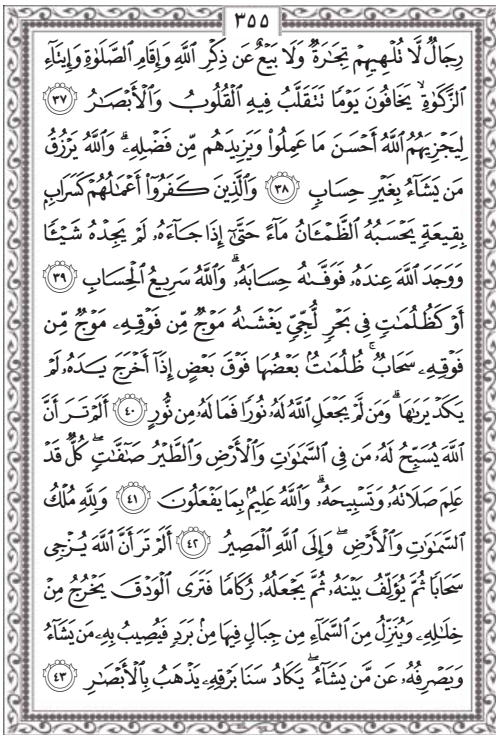 ٣٥٥
رِجَالٌ لَّا تُلْهِيهِمْ تِجَٰرَةٌ وَلَا بَيْعٌ عَن ذِكْرِ ٱللَّهِ وَإِقَامِ ٱلصَّلَوٰةِ وَإِيتَآءِ
ٱلزَّكَوٰةِ ۙ يَخَافُونَ يَوْمًا تَتَقَلَّبُ فِيهِ ٱلْقُلُوبُ وَٱلْأَبْصَٰرُ ٣٧
لِيَجْزِيَهُمُ ٱللَّهُ أَحْسَنَ مَا عَمِلُوا۟ وَيَزِيدَهُم مِّن فَضْلِهِۦ ۗ وَٱللَّهُ يَرْزُقُ
مَن يَشَآءُ بِغَيْرِ حِسَابٍ ٣٨ وَٱلَّذِينَ كَفَرُوٓا۟ أَعْمَٰلُهُمْ كَسَرَابٍۭ
بِقِيعَةٍ يَحْسَبُهُ ٱلظَّمْـَٔانُ مَآءً حَتَّىٰٓ إِذَا جَآءَهُۥ لَمْ يَجِدْهُ شَيْـًٔا
وَوَجَدَ ٱللَّهَ عِندَهُۥ فَوَفَّىٰهُ حِسَابَهُۥ ۗ وَٱللَّهُ سَرِيعُ ٱلْحِسَابِ ٣٩
أَوْ كَظُلُمَٰتٍ فِى بَحْرٍ لُّجِّىٍّ يَغْشَىٰهُ مَوْجٌ مِّن فَوْقِهِۦ مَوْجٌ مِّن
فَوْقِهِۦ سَحَابٌ ۚ ظُلُمَٰتٌۢ بَعْضُهَا فَوْقَ بَعْضٍ إِذَآ أَخْرَجَ يَدَهُۥ لَمْ
يَكَدْ يَرَىٰهَا ۗ وَمَن لَّمْ يَجْعَلِ ٱللَّهُ لَهُۥ نُورًا فَمَا لَهُۥ مِن نُّورٍ ٤٠ أَلَمْ تَرَ أَنَّ
ٱللَّهَ يُسَبِّحُ لَهُۥ مَن فِى ٱلسَّمَٰوَٰتِ وَٱلْأَرْضِ وَٱلطَّيْرُ صَٰٓفَّٰتٍ ۖ كُلٌّ قَدْ
عَلِمَ صَلَاتَهُۥ وَتَسْبِيحَهُۥ ۗ وَٱللَّهُ عَلِيمٌۢ بِمَا يَفْعَلُونَ ٤١ وَلِلَّهِ مُلْكُ
ٱلسَّمَٰوَٰتِ وَٱلْأَرْضِ ۖ وَإِلَى ٱللَّهِ ٱلْمَصِيرُ ٤٢ أَلَمْ تَرَ أَنَّ ٱللَّهَ يُزْجِى
سَحَابًا ثُمَّ يُؤَلِّفُ بَيْنَهُۥ ثُمَّ يَجْعَلُهُۥ رُكَامًا فَتَرَى ٱلْوَدْقَ يَخْرُجُ مِنْ
خِلَٰلِهِۦ وَيُنَزِّلُ مِنَ ٱلسَّمَآءِ مِن جِبَالٍ فِيهَا مِنۢ بَرَدٍ فَيُصِيبُ بِهِۦ مَن يَشَآءُ
وَيَصْرِفُهُۥ عَن مَّن يَشَآءُ ۖ يَكَادُ سَنَا بَرْقِهِۦ يَذْهَبُ بِٱلْأَبْصَٰرِ ٤٣